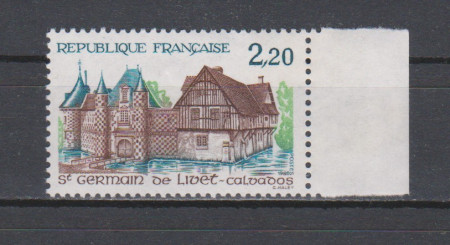 REPUBLIQUE FRANÇAISE
2,20
St GERMAIN de LIVET-CALVADOS